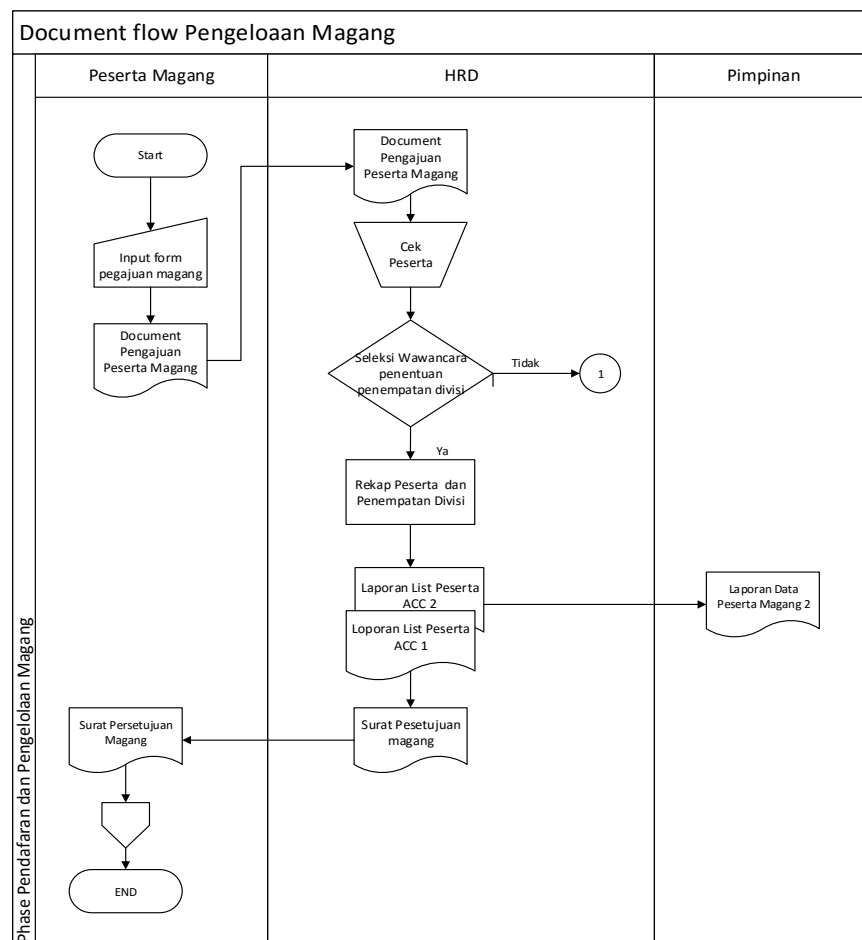 Document flow Pengeloaan Magang
Peserta Magang
HRD
Pimpinan
Phase Pendafaran dan Pengelolaan Magang
Start
Input form
pegajuan magang
Document
Pengajuan
Peserta Magang
Document
Pengajuan
Peserta Magang
Cek
Peserta
Seleksi Wawancara
penentuan
penempatan divisi
Tidak
1
Ya
Rekap Peserta dan
Penempatan Divisi
Laporan List Peserta
ACC 2
Loporan List Peserta
ACC 1
Laporan Data
Peserta Magang 2
Surat Pesetujuan
magang
Surat Persetujuan
Magang
END